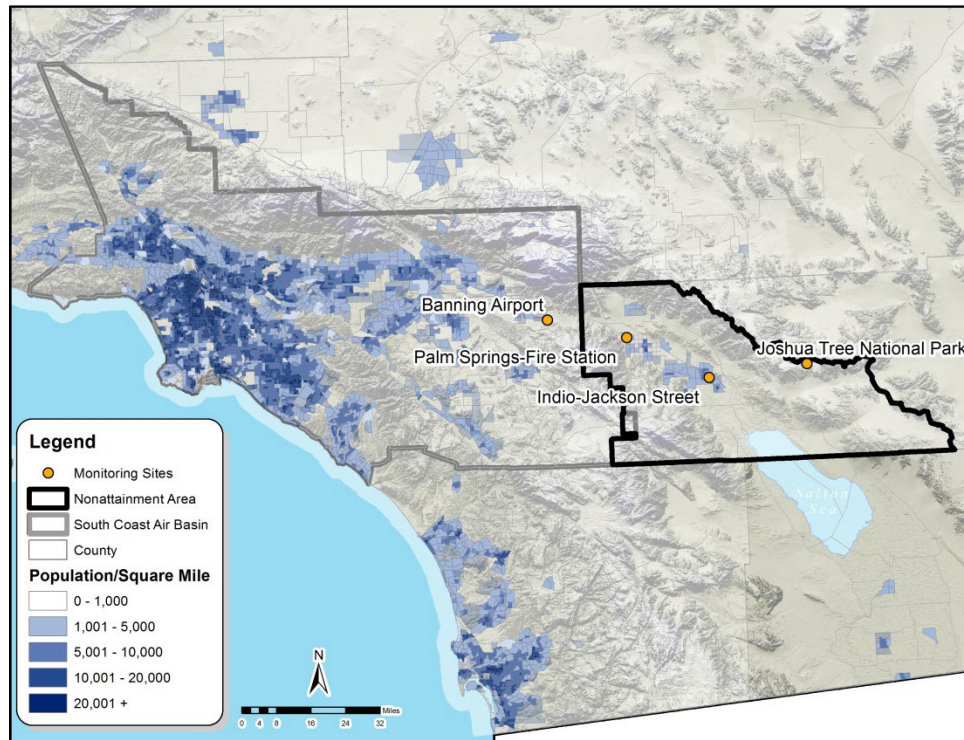 Banning Airport
Palm Springs-Fire Station
Joshua Tree National Park
Indio-Jackson Street
Salton
Sea
Legend
Monitoring Sites
Nonattainment Area
South Coast Air Basin
County
Population/Square Mile
0 - 1,000
1,001 - 5,000
5,001 - 10,000
10,001 - 20,000
20,001 +
N
Miles
0 4 8 16 24 32